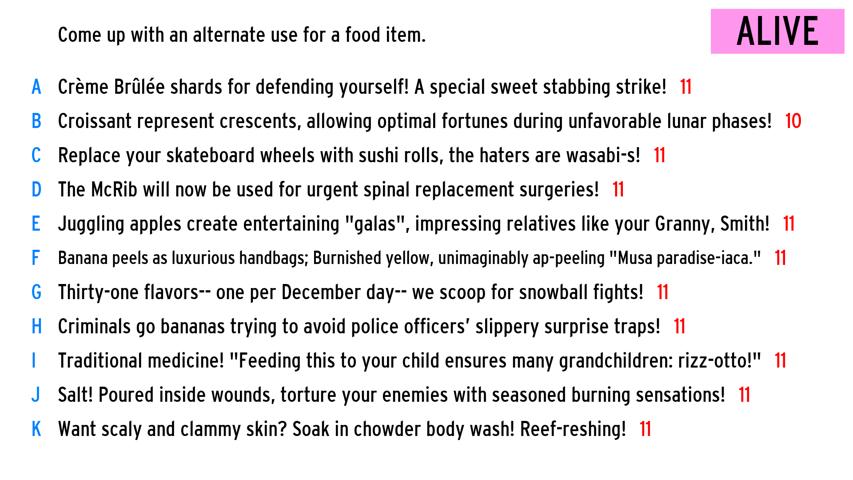 Come up with an alternate use for a food item.
ALIVE
A Crème Brûlée shards for defending yourself! A special sweet stabbing strike! 11
B Croissant represent crescents, allowing optimal fortunes during unfavorable lunar phases! 10
C Replace your skateboard wheels with sushi rolls, the haters are wasabi-s! 11
D The McRib will now be used for urgent spinal replacement surgeries! 11
E Juggling apples create entertaining "galas", impressing relatives like your Granny, Smith! 11
F Banana peels as luxurious handbags; Burnished yellow, unimaginably ap-peeling "Musa paradise-iaca." 11
G Thirty-one flavors-- one per December day-- we scoop for snowball fights! 11
H Criminals go bananas trying to avoid police officers’ slippery surprise traps! 11
I Traditional medicine! "Feeding this to your child ensures many grandchildren: rizz-otto!" 11
J Salt! Poured inside wounds, torture your enemies with seasoned burning sensations! 11
K Want scaly and clammy skin? Soak in chowder body wash! Reef-reshing! 11